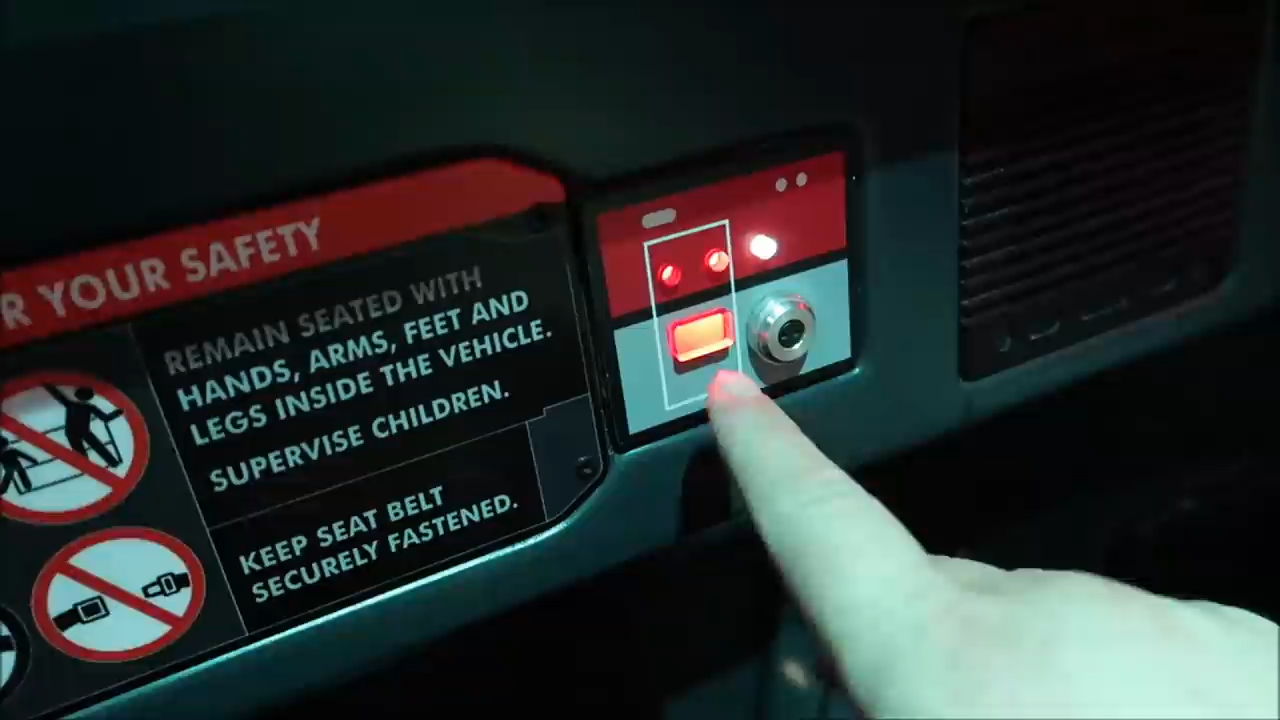 R YOUR SAFETY
REMAIN SEATED WITH
HANDS, ARMS, FEET AND
LEGS INSIDE THE VEHICLE.
SUPERVISE CHILDREN.
KEEP SEAT BELT
SECURELY FASTENED.